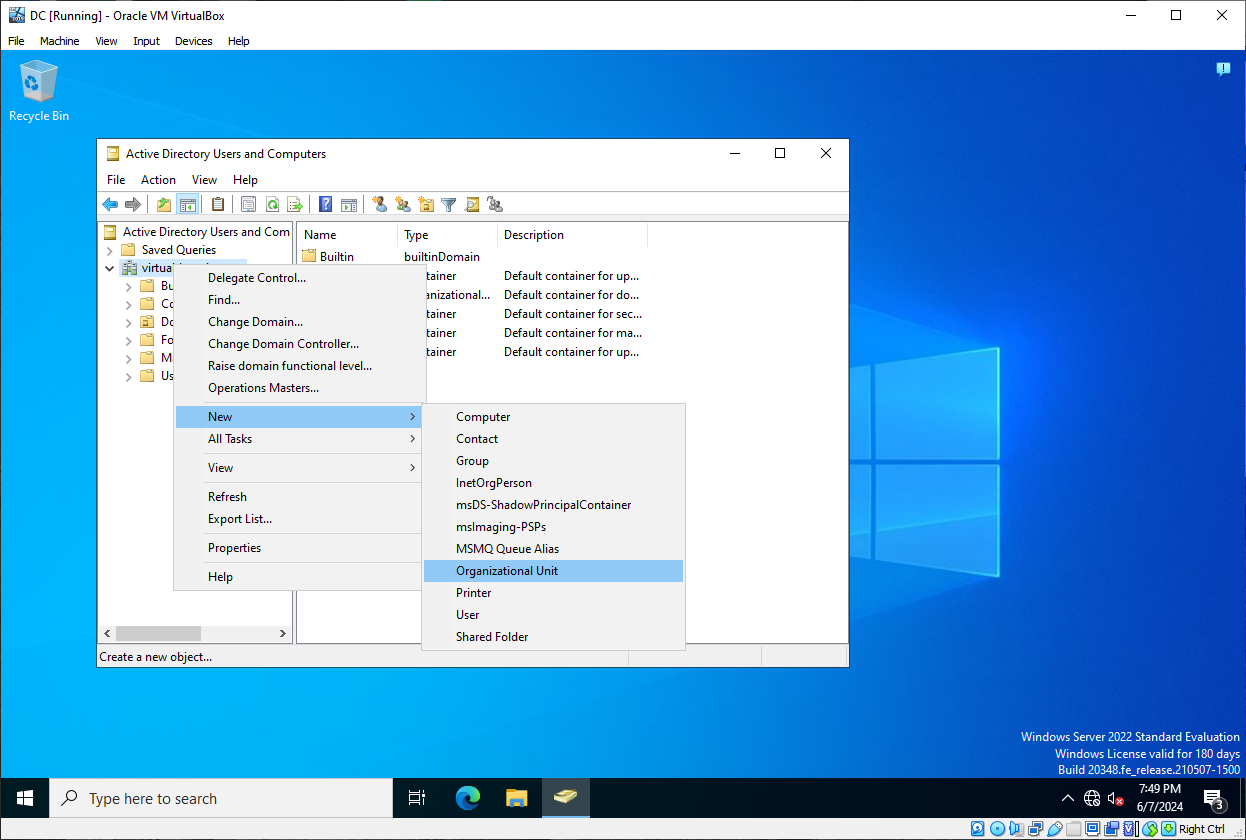 DC [Running] - Oracle VM VirtualBox
File Machine View Input Devices Help
Recycle Bin
Active Directory Users and Computers
File Action View Help
Active Directory Users and Com
Saved Queries
virtua
Bu
Co
Do
Fo
M
Us
Name Type Description
Builtin builtinDomain
tainer Default container for up...
anizational... Default container for do...
tainer Default container for sec...
tainer Default container for ma...
tainer Default container for up...
Delegate Control...
Find...
Change Domain...
Change Domain Controller...
Raise domain functional level...
Operations Masters...
New
All Tasks
View
Refresh
Export List...
Properties
Help
Computer
Contact
Group
InetOrgPerson
msDS-ShadowPrincipalContainer
msImaging-PSPs
MSMQ Queue Alias
Organizational Unit
Printer
User
Shared Folder
Create a new object...
Windows Server 2022 Standard Evaluation
Windows License valid for 180 days
Build 20348.fe_release.210507-1500
Type here to search
7:49 PM
6/7/2024
3
Right Ctrl